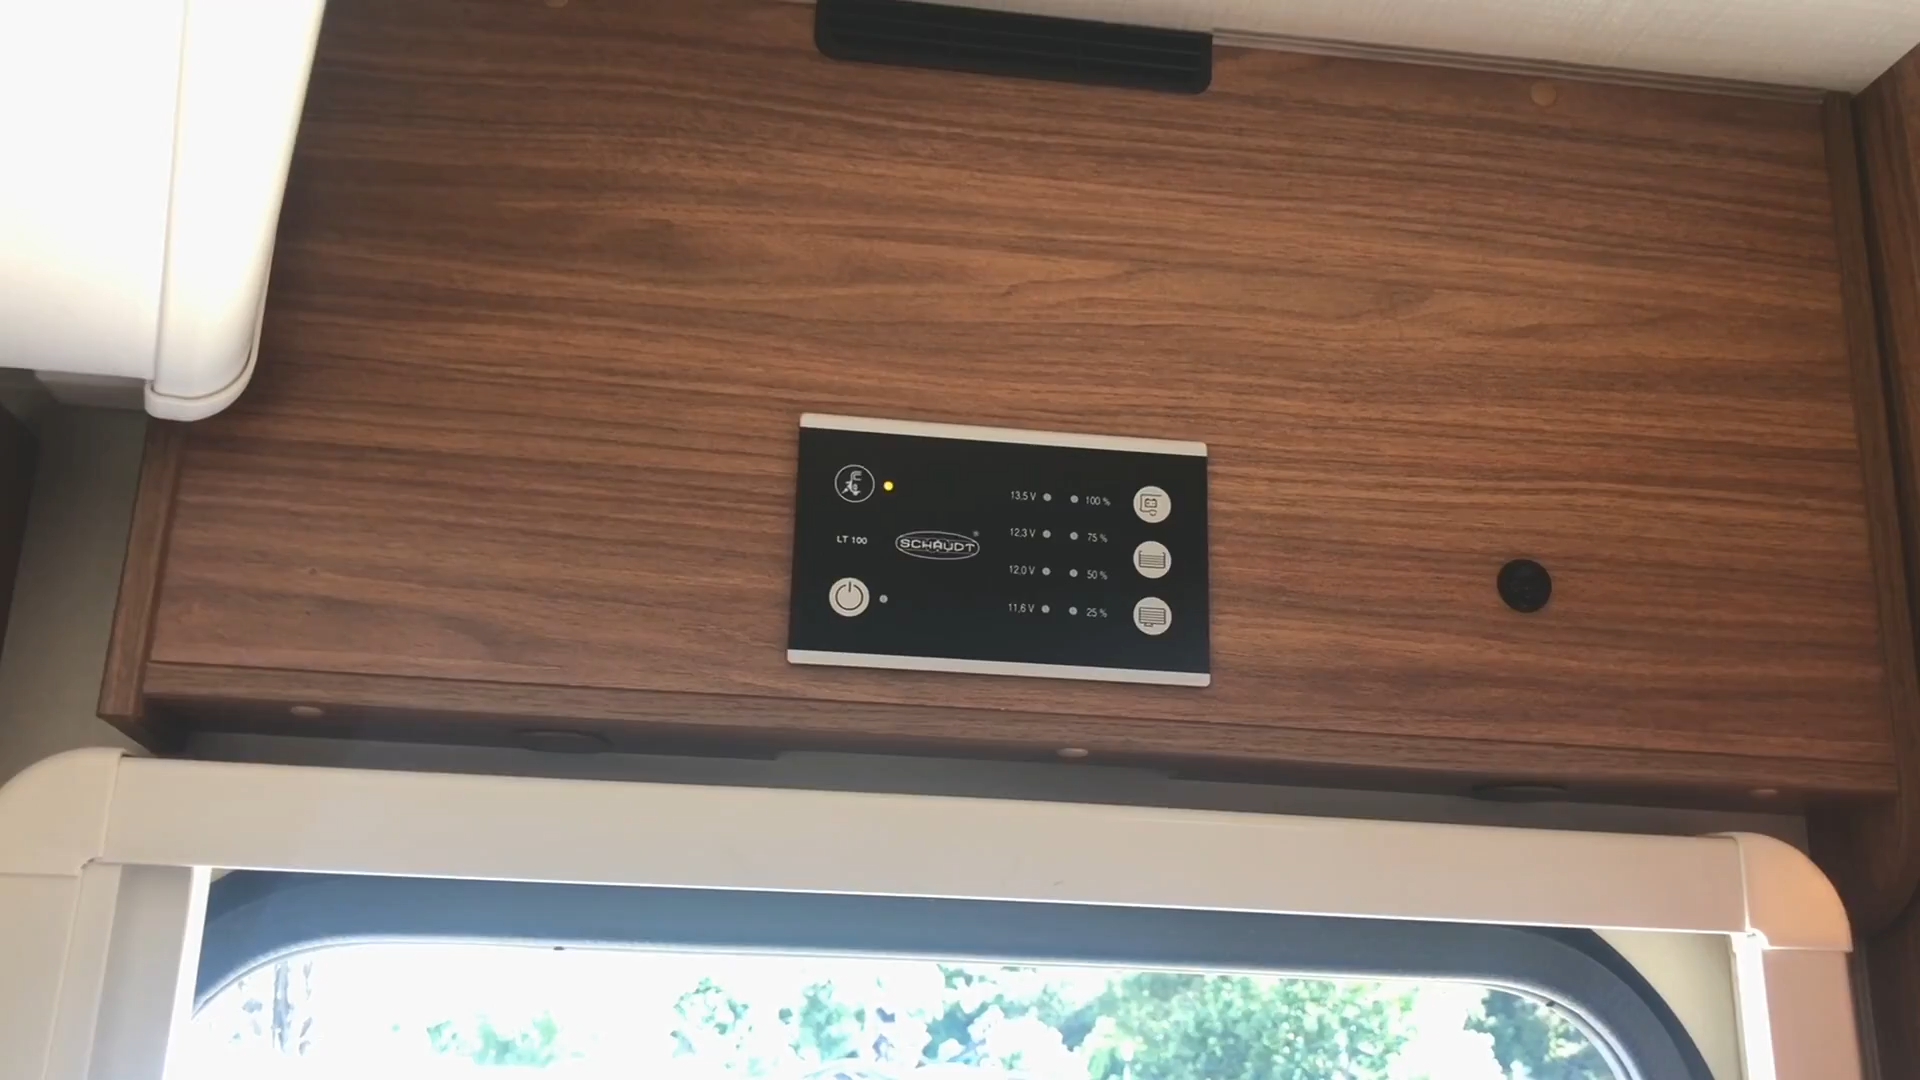 13,5 V 100 %
LT 100
SCHAUDT ®
12,3 V 75 %
12,0 V 50 %
11,6 V 25 %